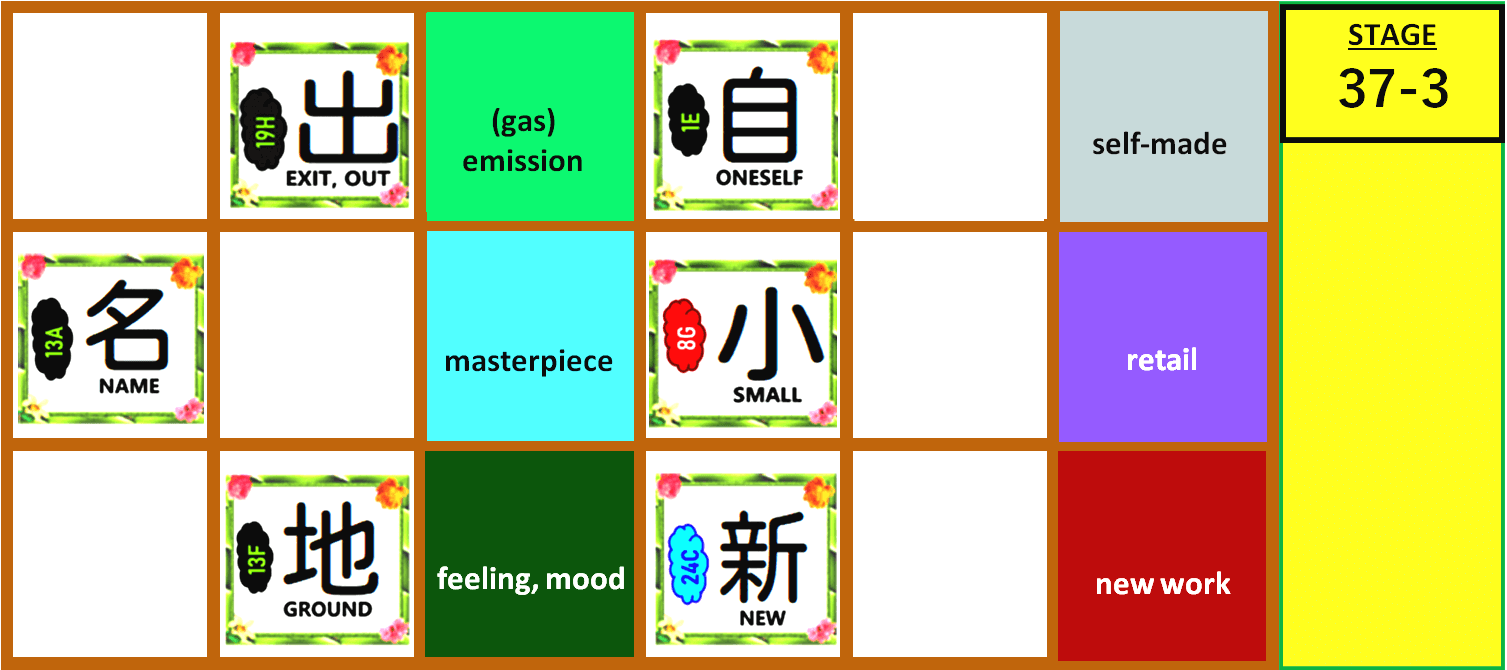 19H
出
EXIT, OUT
(gas)
emission
1E
自
ONESELF
self-made
STAGE
37-3
13A
名
NAME
masterpiece
8G
小
SMALL
retail
13F
地
GROUND
feeling, mood
24C
新
NEW
new work